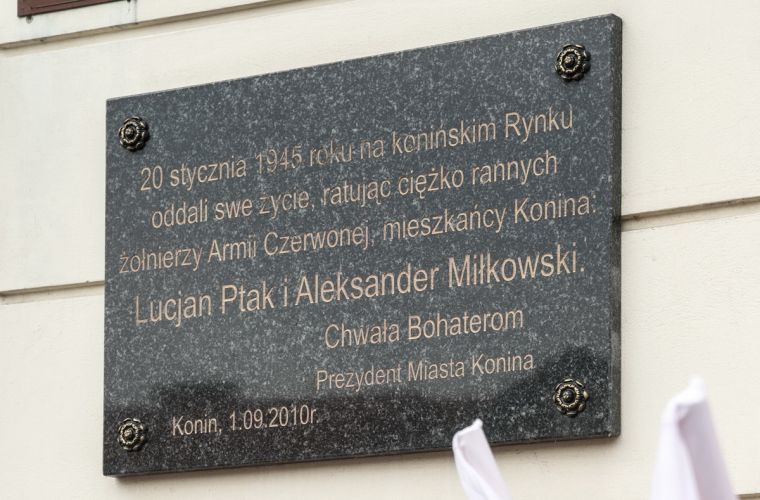 20 stycznia 1945 roku na konińskim Rynku
oddali swe życie, ratując ciężko rannych
żołnierzy Armii Czerwonej, mieszkańcy Konina:
Lucjan Ptak i Aleksander Miłkowski.
Chwała Bohaterom
Prezydent Miasta Konina
Konin, 1.09.2010r.